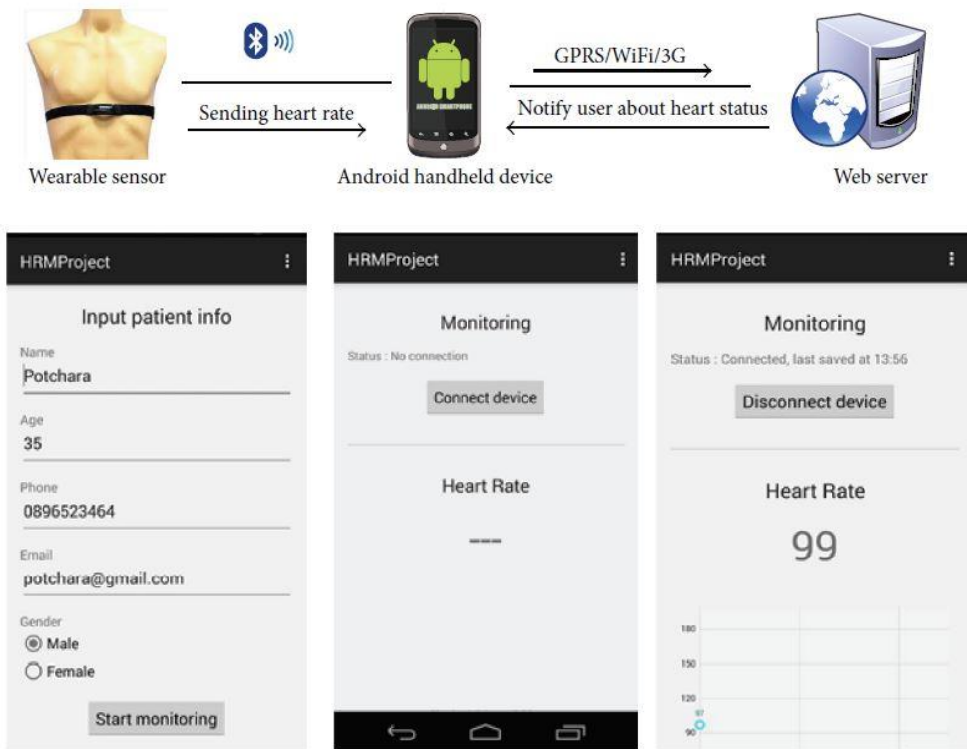 GPRS/WiFi/3G
Sending heart rate
Notify user about heart status
Wearable sensor
Android handheld device
Web server
HRMProject
Input patient info
Name
Potchara
Age
35
Phone
0896523464
Email
potchara@gmail.com
Gender
Male
Female
Start monitoring
HRMProject
Monitoring
Status : No connection
Connect device
Heart Rate
---
HRMProject
Monitoring
Status : Connected, last saved at 13:56
Disconnect device
Heart Rate
99
180
150
120
97
90